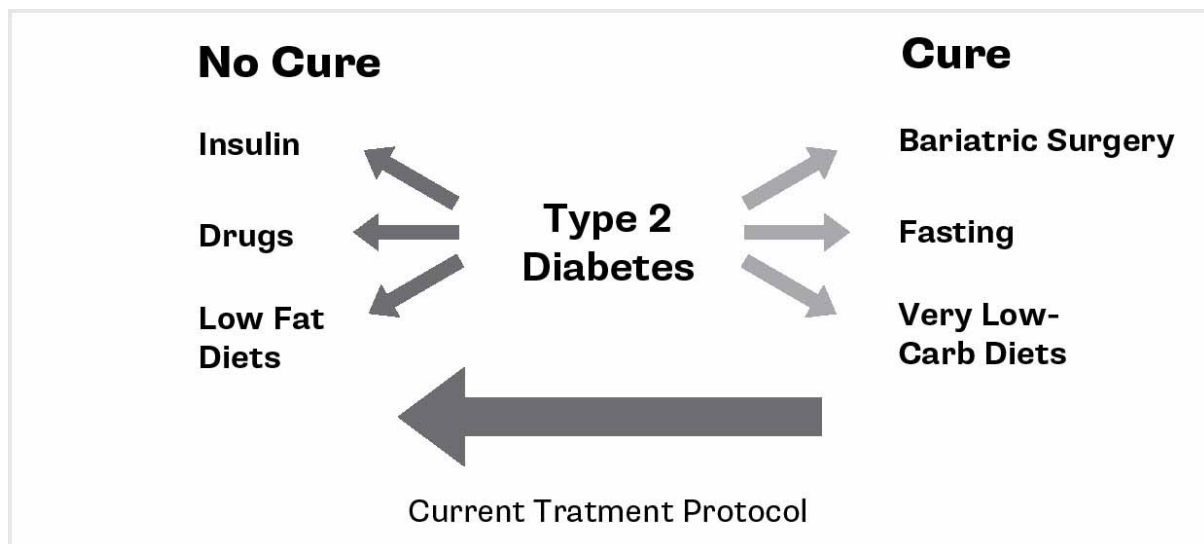 No Cure
Insulin
Drugs
Low Fat
Diets
Type 2
Diabetes
Cure
Bariatric Surgery
Fasting
Very Low-
Carb Diets
Current Tratment Protocol